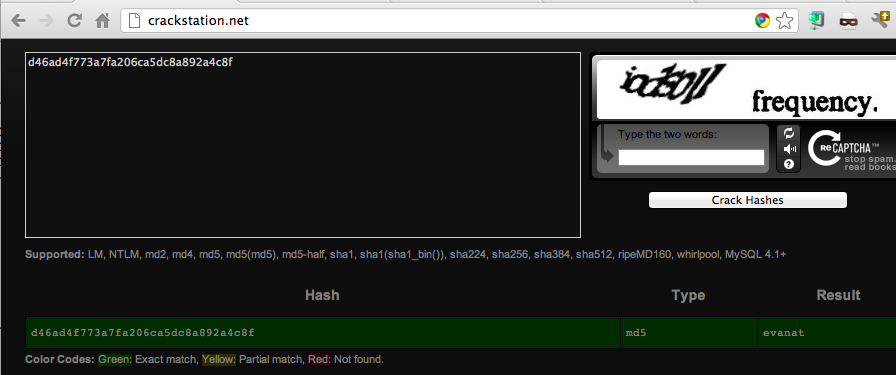 crackstation.net
d46ad4f773a7fa206ca5dc8a892a4c8f
frequency.
Type the two words:
reCAPTCHA™
stop spam.
read books
Crack Hashes
Supported: LM, NTLM, md2, md4, md5, md5(md5), md5-half, sha1, sha1(sha1_bin()), sha224, sha256, sha384, sha512, ripeMD160, whirlpool, MySQL 4.1+
Hash Type Result
d46ad4f773a7fa206ca5dc8a892a4c8f md5 evanat
Color Codes: Green: Exact match, Yellow: Partial match, Red: Not found.